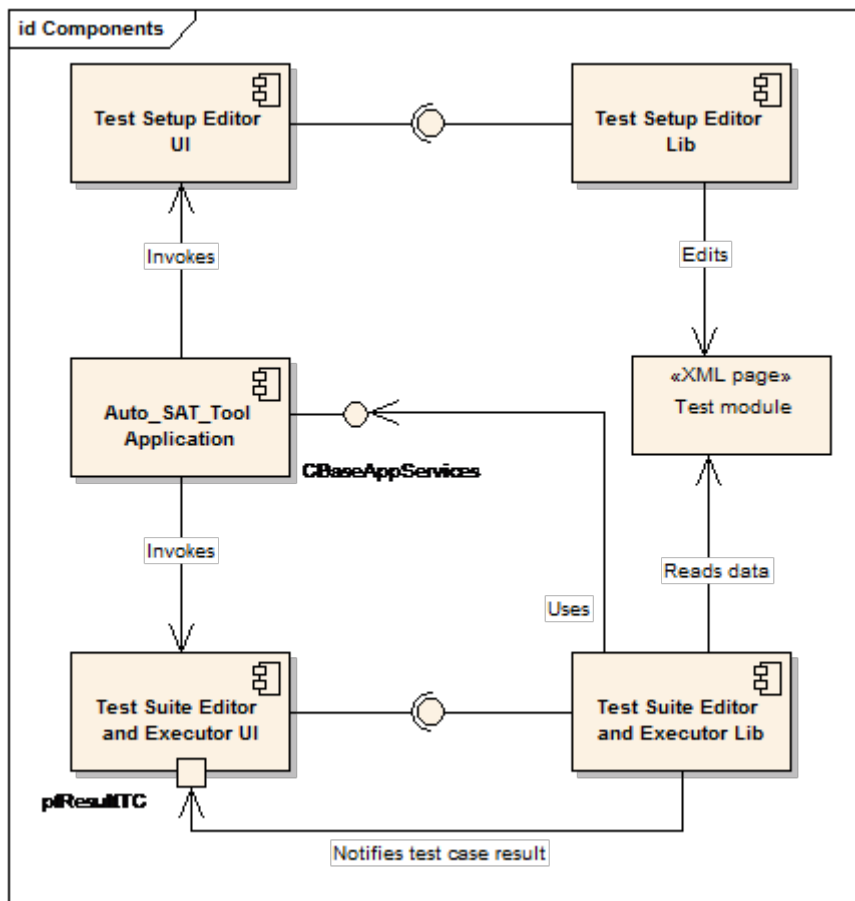 id Components
Test Setup Editor
UI
Test Setup Editor
Lib
Invokes
Edits
Auto_SAT_Tool
Application
CBaseAppServices
«XML page»
Test module
Invokes
Reads data
Uses
Test Suite Editor
and Executor UI
Test Suite Editor
and Executor Lib
pfResultTC
Notifies test case result